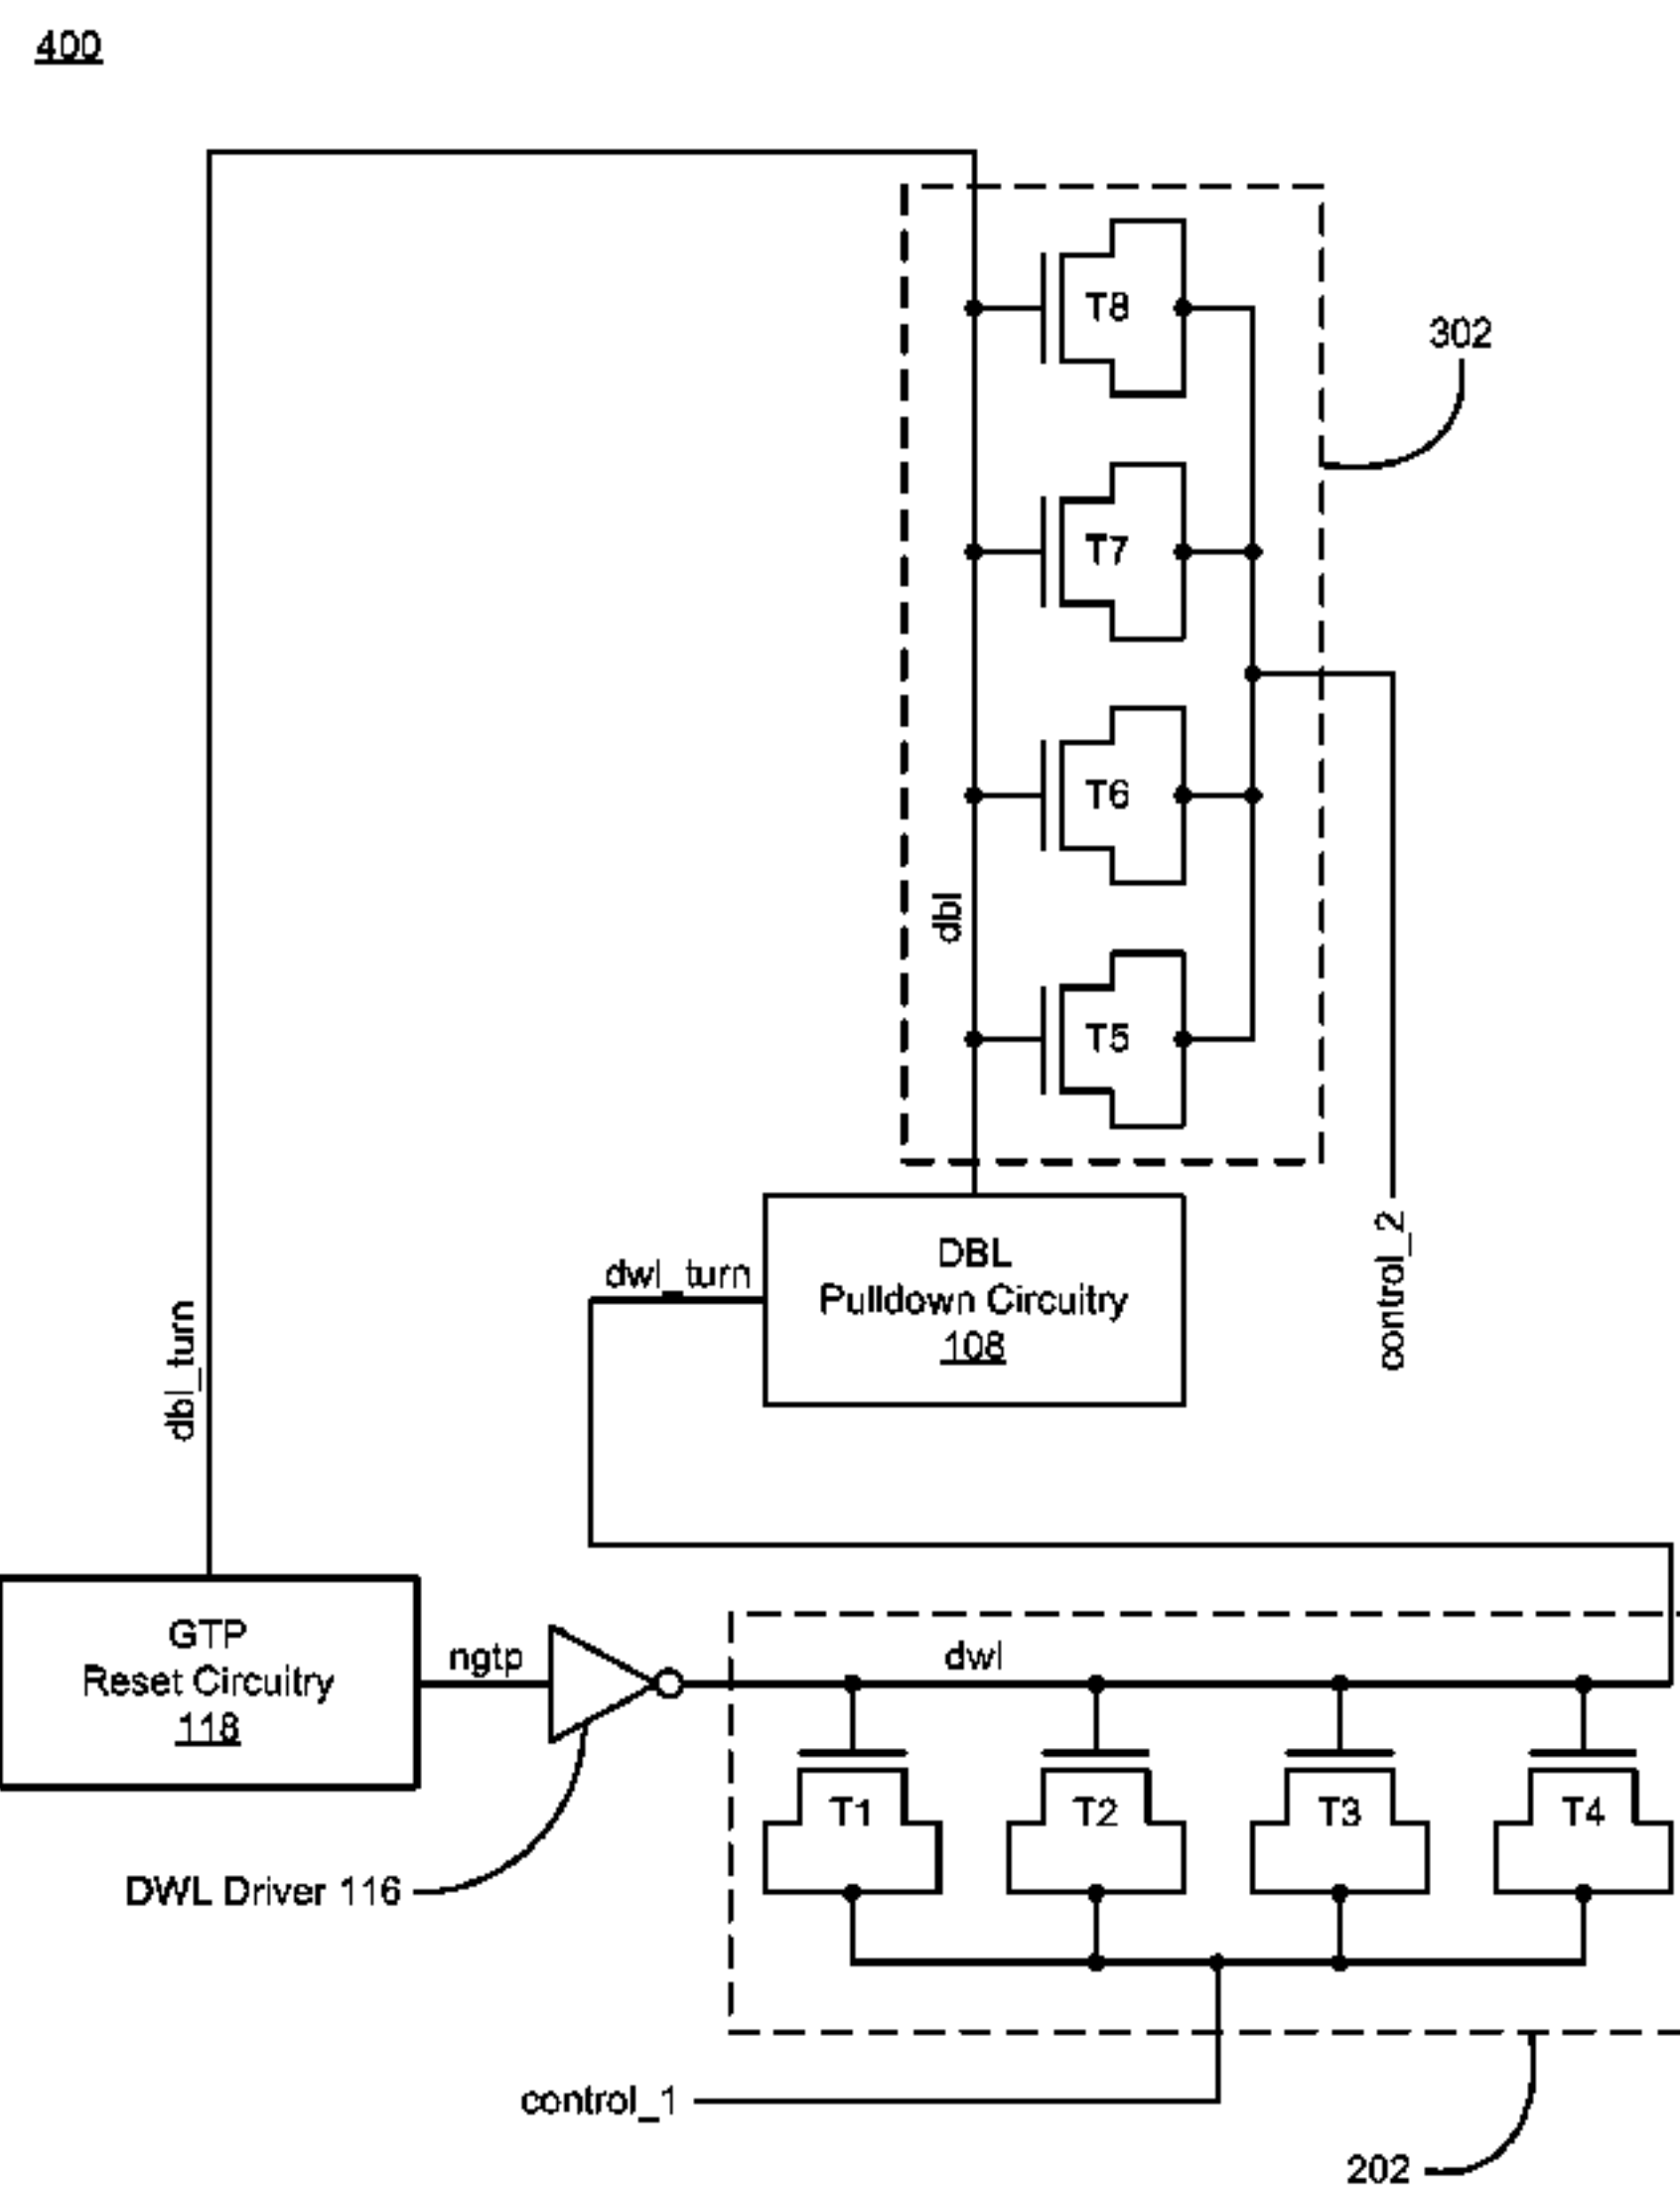 400
T8
302
T7
T6
dbl
T5
control_2
dwl_turn
DBL
Pulldown Circuitry
108
dbl_turn
GTP
Reset Circuitry
118
ngtp
dwl
T1
T2
T3
T4
DWL Driver 116
control_1
202